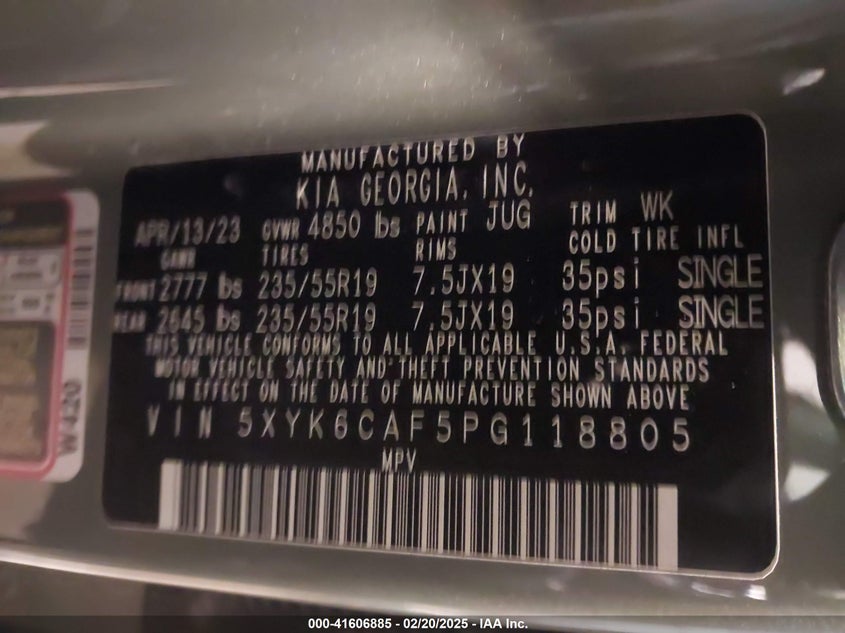 MANUFACTURED BY
KIA GEORGIA, INC.
APR/13/23 GVWR 4850 lbs PAINT JUG TRIM WK
GAWR TIRES RIMS COLD TIRE INFL
FRONT 2777 lbs 235/55R19 7.5JX19 35psi SINGLE
REAR 2645 lbs 235/55R19 7.5JX19 35psi SINGLE
THIS VEHICLE CONFORMS TO ALL APPLICABLE U.S.A. FEDERAL
MOTOR VEHICLE SAFETY AND THEFT PREVENTION STANDARDS
IN EFFECT ON THE DATE OF MANUFACTURE SHOWN ABOVE
VIN 5XYK6CAF5PG118805
MPV
W420
000-41606885 - 02/20/2025 - IAA Inc.